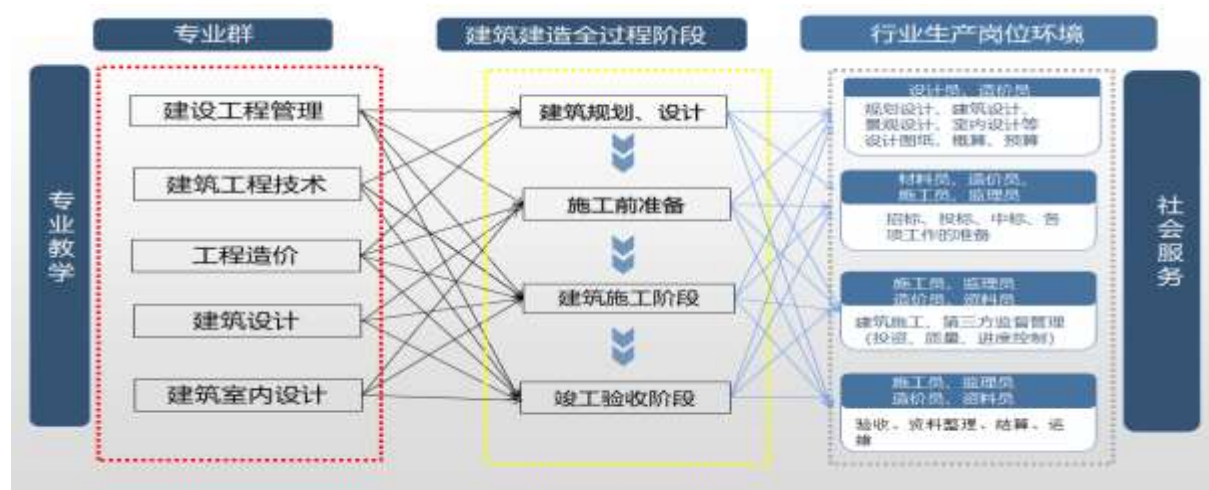 专业群
建筑建造全过程阶段
行业生产岗位环境
专业教学
建设工程管理
建筑工程技术
工程造价
建筑设计
建筑室内设计
建筑规划、设计
施工前准备
建筑施工阶段
竣工验收阶段
设计员、造价员
规划设计、建筑设计、
景观设计、室内设计等
设计图纸、概算、预算
材料员、造价员、
施工员、监理员
招标、投标、中标、各
项工作的准备
施工员、监理员
造价员、资料员
建筑施工、第三方监督管理
(投资、质量、进度控制)
施工员、监理员
造价员、资料员
验收、资料整理、结算、运
维
社会服务